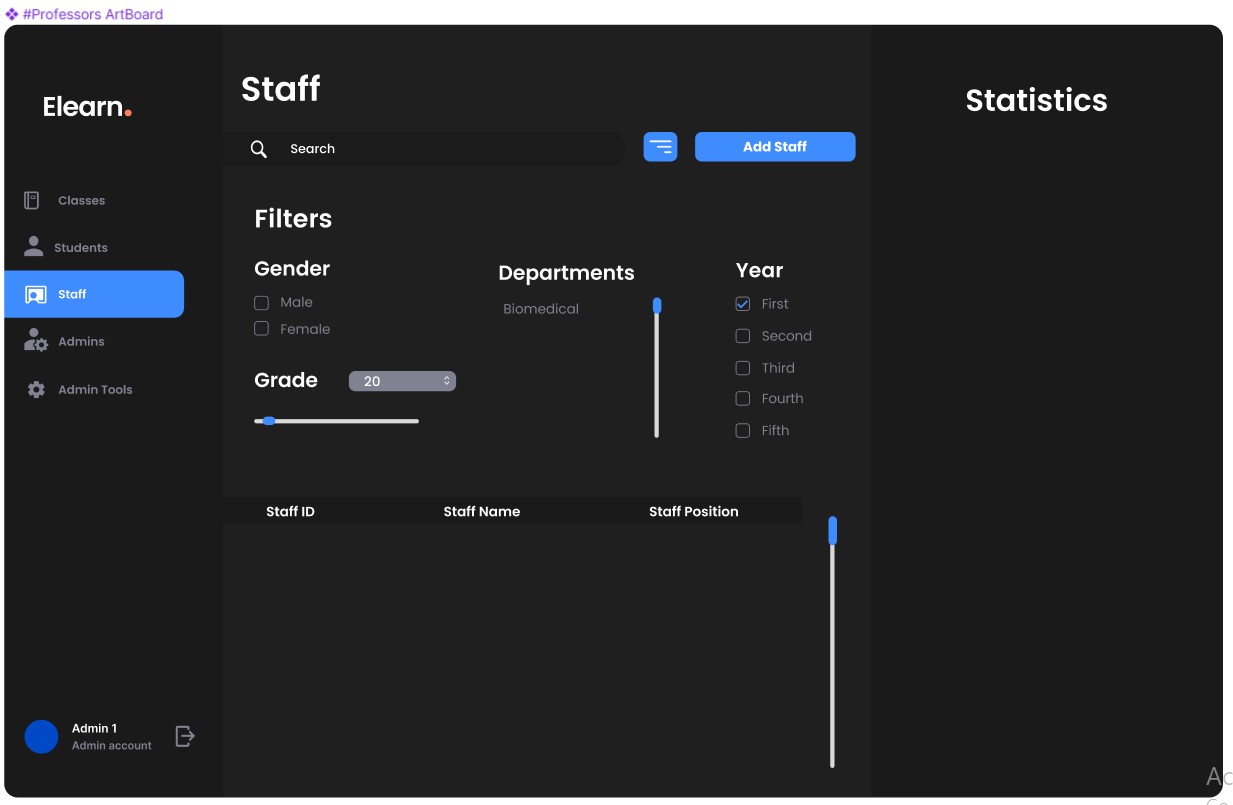 #Professors ArtBoard
Elearn.
Classes
Students
Staff
Admins
Admin Tools
Admin 1
Admin account
Staff
Search
Add Staff
Filters
Gender
Male
Female
Grade
20
Departments
Biomedical
Year
First
Second
Third
Fourth
Fifth
Staff ID Staff Name Staff Position
Statistics
Ac